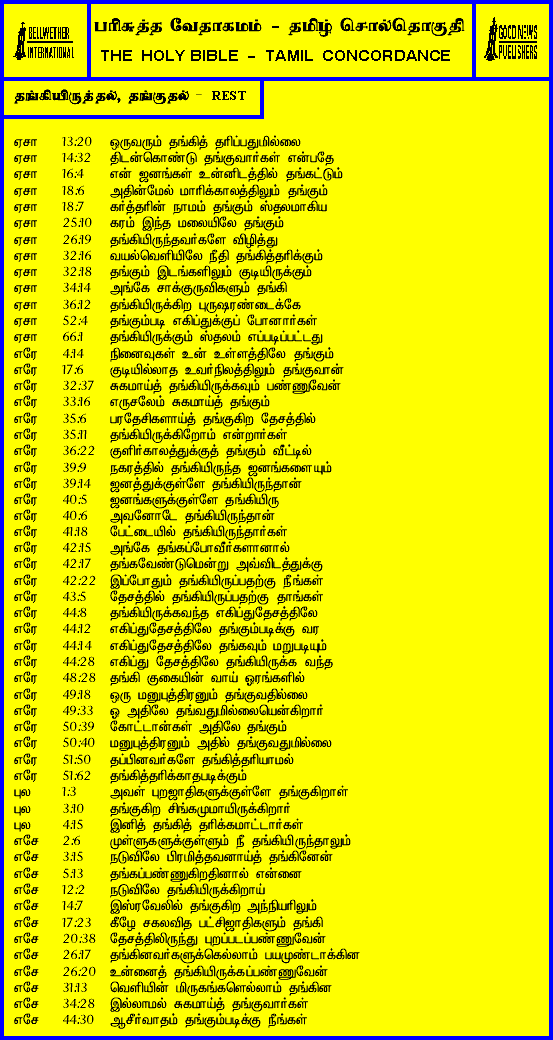 BELLWETHER
INTERNATIONAL
பரிசுத்த வேதாகமம் - தமிழ் சொல்தொகுதி
THE HOLY BIBLE - TAMIL CONCORDANCE
GOOD NEWS
PUBLISHERS
தங்கியிருத்தல், தங்குதல் - REST
ஏசா 13:20 ஒருவரும் தங்கித் தரிப்பதுமில்லை
ஏசா 14:32 திடன்கொண்டு தங்குவார்கள் என்பதே
ஏசா 16:4 என் ஜனங்கள் உன்னிடத்தில் தங்கட்டும்
ஏசா 18:6 அதின்மேல் மாரிக்காலத்திலும் தங்கும்
ஏசா 18:7 கர்த்தரின் நாமம் தங்கும் ஸ்தலமாகிய
ஏசா 25:10 கரம் இந்த மலையிலே தங்கும்
ஏசா 26:19 தங்கியிருந்தவர்களே விழித்து
ஏசா 32:16 வயல்வெளியிலே நீதி தங்கித்தரிக்கும்
ஏசா 32:18 தங்கும் இடங்களிலும் குடியிருக்கும்
ஏசா 34:14 அங்கே சாக்குருவிகளும் தங்கி
ஏசா 36:12 தங்கியிருக்கிற புருஷரண்டைக்கே
ஏசா 52:4 தங்கும்படி எகிப்துக்குப் போனார்கள்
ஏசா 66:1 தங்கியிருக்கும் ஸ்தலம் எப்படிப்பட்டது
எரே 4:14 நினைவுகள் உன் உள்ளத்திலே தங்கும்
எரே 17:6 குடியில்லாத உவர்நிலத்திலும் தங்குவான்
எரே 32:37 சுகமாய்த் தங்கியிருக்கவும் பண்ணுவேன்
எரே 33:16 எருசலேம் சுகமாய்த் தங்கும்
எரே 35:6 பரதேசிகளாய்த் தங்குகிற தேசத்தில்
எரே 35:11 தங்கியிருக்கிறோம் என்றார்கள்
எரே 36:22 குளிர்காலத்துக்குத் தங்கும் வீட்டில்
எரே 39:9 நகரத்தில் தங்கியிருந்த ஜனங்களையும்
எரே 39:14 ஜனத்துக்குள்ளே தங்கியிருந்தான்
எரே 40:5 ஜனங்களுக்குள்ளே தங்கியிரு
எரே 40:6 அவனோடே தங்கியிருந்தான்
எரே 41:18 பேட்டையில் தங்கியிருந்தார்கள்
எரே 42:15 அங்கே தங்கப்போவீர்களானால்
எரே 42:17 தங்கவேண்டுமென்று அவ்விடத்துக்கு
எரே 42:22 இப்போதும் தங்கியிருப்பதற்கு நீங்கள்
எரே 43:5 தேசத்தில் தங்கியிருப்பதற்கு தாங்கள்
எரே 44:8 தங்கியிருக்கவந்த எகிப்துதேசத்திலே
எரே 44:12 எகிப்துதேசத்திலே தங்கும்படிக்கு வர
எரே 44:14 எகிப்துதேசத்திலே தங்கவும் மறுபடியும்
எரே 44:28 எகிப்து தேசத்திலே தங்கியிருக்க வந்த
எரே 48:28 தங்கி குகையின் வாய் ஓரங்களில்
எரே 49:18 ஒரு மனுபுத்திரனும் தங்குவதில்லை
எரே 49:33 ஓ அதிலே தங்வதுமில்லையென்கிறார்
எரே 50:39 கோட்டான்கள் அதிலே தங்கும்
எரே 50:40 மனுபுத்திரனும் அதில் தங்குவதுமில்லை
எரே 51:50 தப்பினவர்களே தங்கித்தரியாமல்
எரே 51:62 தங்கித்தரிக்காதபடிக்கும்
புல 1:3 அவள் புறஜாதிகளுக்குள்ளே தங்குகிறாள்
புல 3:10 தங்குகிற சிங்கமுமாயிருக்கிறார்
புல 4:15 இனித் தங்கித் தரிக்கமாட்டார்கள்
எசே 2:6 முள்ளுகளுக்குள்ளும் நீ தங்கியிருந்தாலும்
எசே 3:15 நடுவிலே பிரமித்தவனாய்த் தங்கினேன்
எசே 5:13 தங்கப்பண்ணுகிறதினால் என்னை
எசே 12:2 நடுவிலே தங்கியிருக்கிறாய்
எசே 14:7 இஸ்ரவேலில் தங்குகிற அந்நியரிலும்
எசே 17:23 கீழே சகலவித பட்சிஜாதிகளும் தங்கி
எசே 20:38 தேசத்திலிருந்து புறப்படப்பண்ணுவேன்
எசே 26:17 தங்கினவர்களுக்கெல்லாம் பயமுண்டாக்கின
எசே 26:20 உன்னைத் தங்கியிருக்கப்பண்ணுவேன்
எசே 31:13 வெளியின் மிருகங்களெல்லாம் தங்கின
எசே 34:28 இல்லாமல் சுகமாய்த் தங்குவார்கள்
எசே 44:30 ஆசீர்வாதம் தங்கும்படிக்கு நீங்கள்